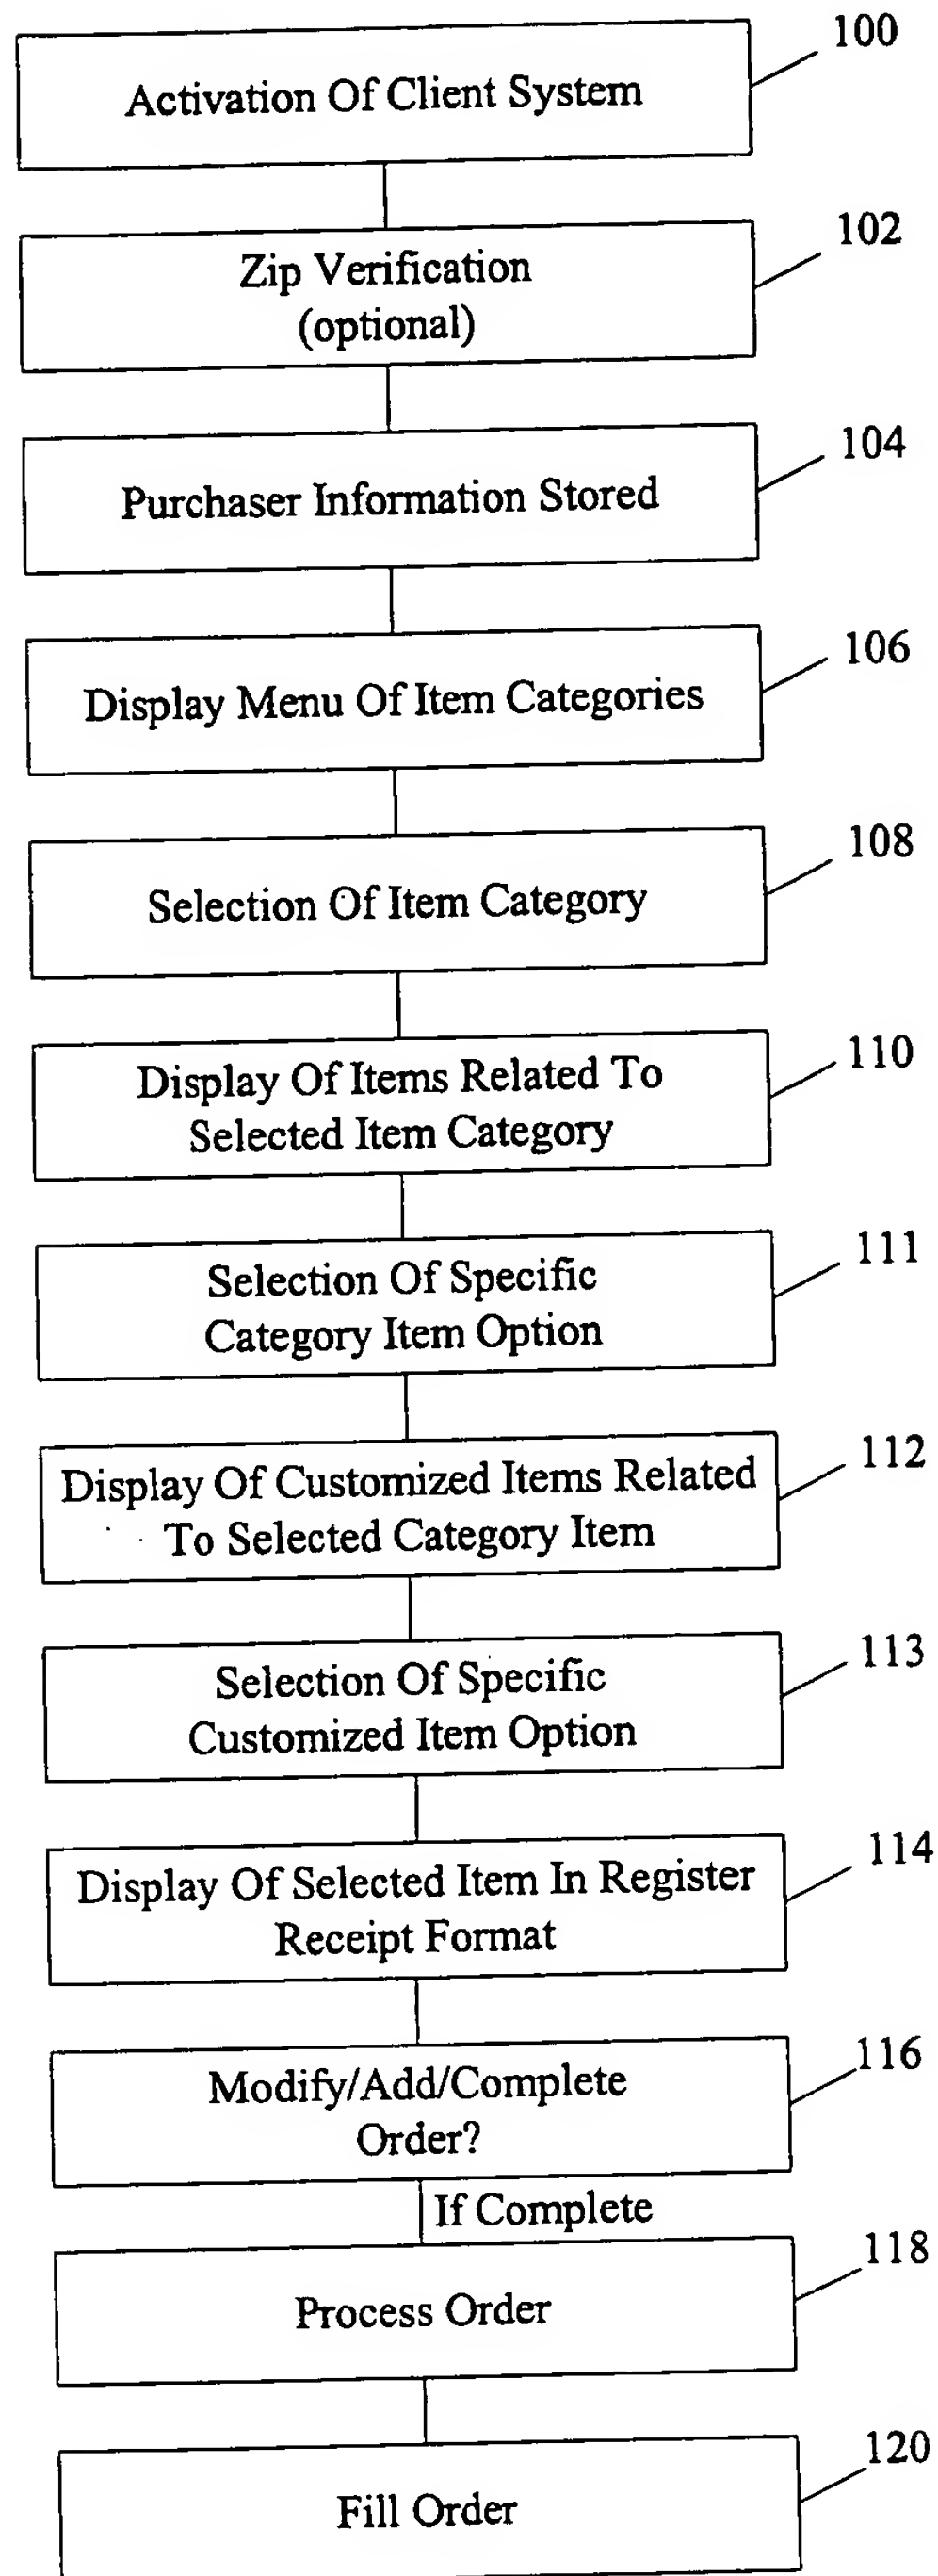 100
Activation Of Client System
102
Zip Verification
(optional)
104
Purchaser Information Stored
106
Display Menu Of Item Categories
108
Selection Of Item Category
110
Display Of Items Related To
Selected Item Category
111
Selection Of Specific
Category Item Option
112
Display Of Customized Items Related
To Selected Category Item
113
Selection Of Specific
Customized Item Option
114
Display Of Selected Item In Register
Receipt Format
116
Modify/Add/Complete
Order?
If Complete
118
Process Order
120
Fill Order